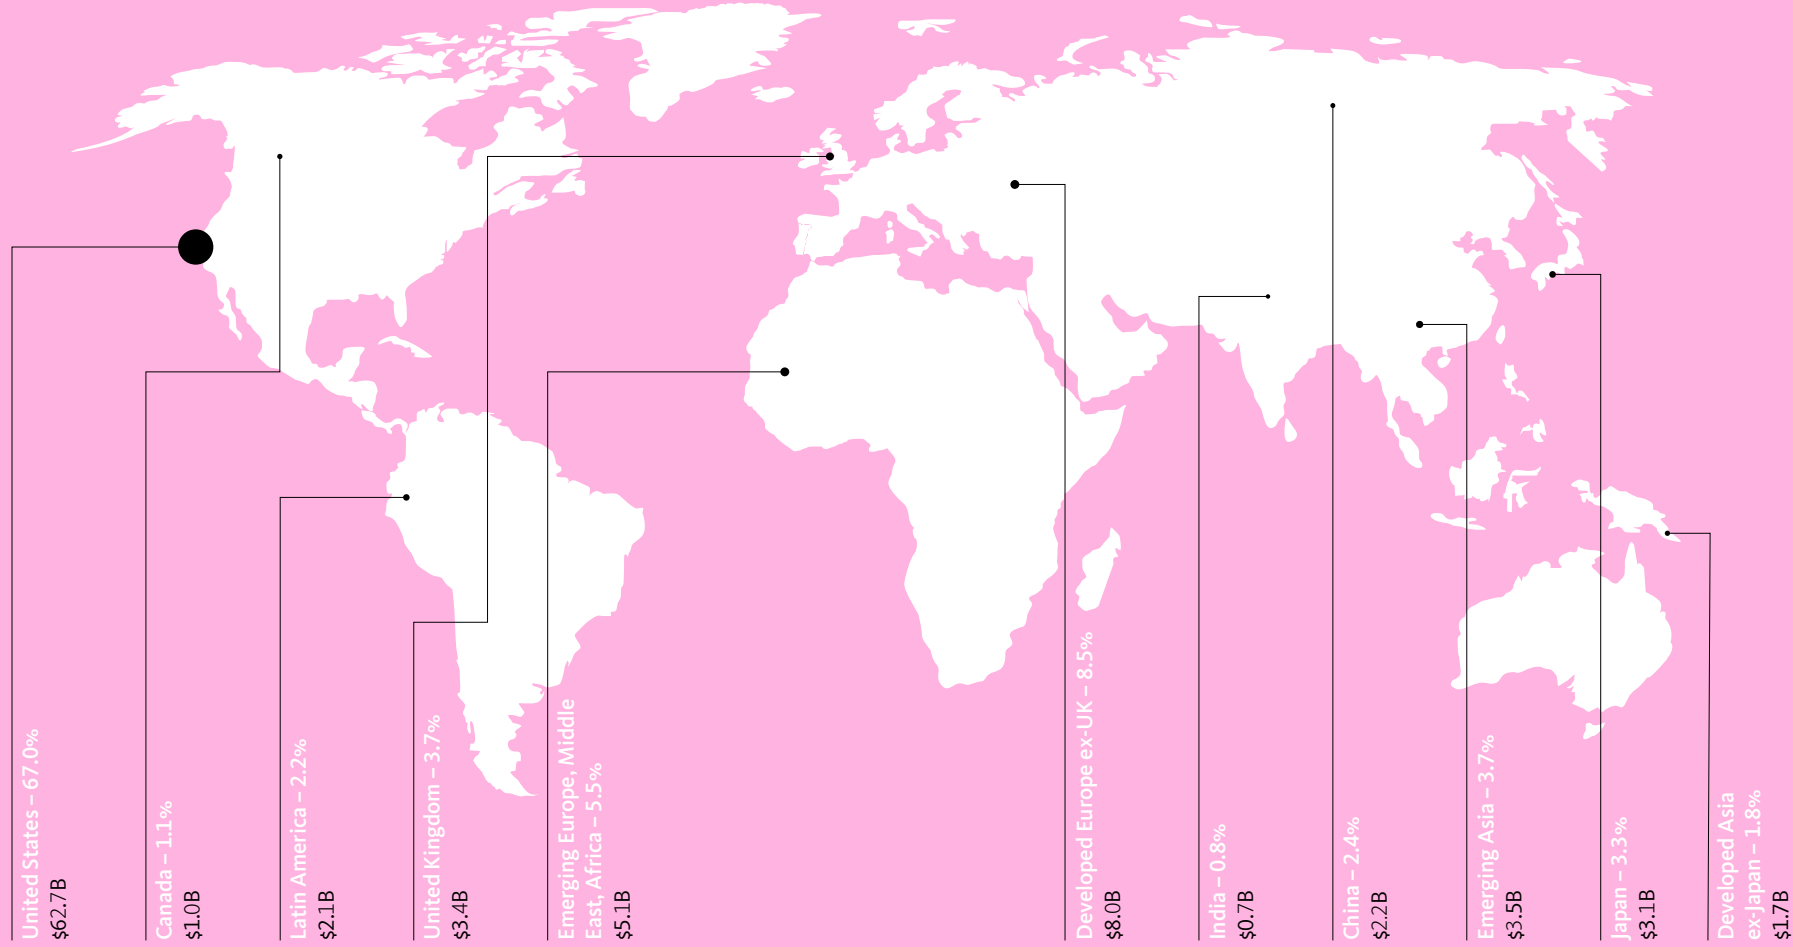 United States – 67.0%
$62.7B
Canada – 1.1%
$1.0B
Latin America – 2.2%
$2.1B
United Kingdom – 3.7%
$3.4B
Emerging Europe, Middle
East, Africa – 5.5%
$5.1B
Developed Europe ex-UK – 8.5%
$8.0B
India – 0.8%
$0.7B
China – 2.4%
$2.2B
Emerging Asia – 3.7%
$3.5B
Japan – 3.3%
$3.1B
Developed Asia
ex-Japan – 1.8%
$1.7B